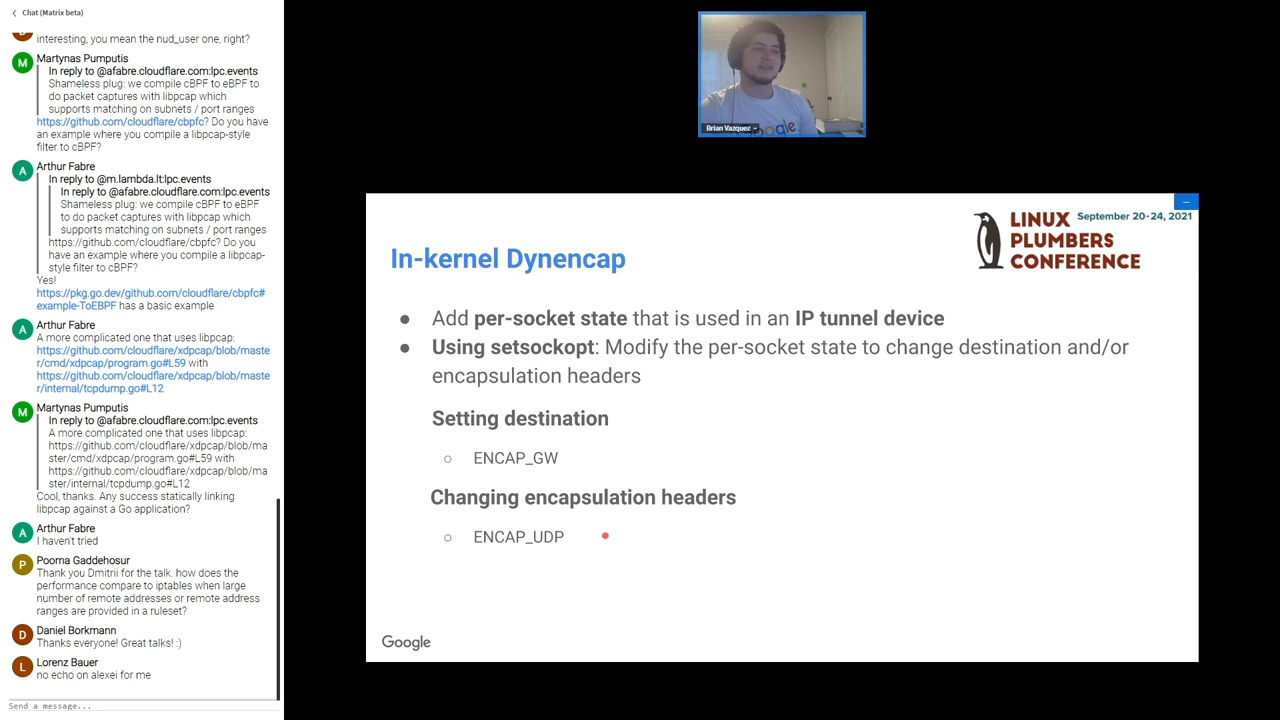 Chat (Matrix beta)
interesting, you mean the nud_user one, right?
M
Martynas Pumputis
In reply to @afabre.cloudflare.com:lpc.events
Shameless plug: we compile cBPF to eBPF to
do packet captures with libpcap which
supports matching on subnets / port ranges
https://github.com/cloudflare/cbpfc? Do you have
an example where you compile a libpcap-style
filter to cBPF?
A
Arthur Fabre
In reply to @m.lambda.lt:lpc.events
In reply to @afabre.cloudflare.com:lpc.events
Shameless plug: we compile cBPF to eBPF
to do packet captures with libpcap which
supports matching on subnets / port ranges
https://github.com/cloudflare/cbpfc? Do you
have an example where you compile a libpcap-
style filter to cBPF?
Yes!
https://pkg.go.dev/github.com/cloudflare/cbpfc#
example-ToEBPF has a basic example
A
Arthur Fabre
A more complicated one that uses libpcap:
https://github.com/cloudflare/xdpcap/blob/maste
r/cmd/xdpcap/program.go#L59 with
https://github.com/cloudflare/xdpcap/blob/maste
r/internal/tcpdump.go#L12
M
Martynas Pumputis
In reply to @afabre.cloudflare.com:lpc.events
A more complicated one that uses libpcap:
https://github.com/cloudflare/xdpcap/blob/ma
ster/cmd/xdpcap/program.go#L59 with
https://github.com/cloudflare/xdpcap/blob/ma
ster/internal/tcpdump.go#L12
Cool, thanks. Any success statically linking
libpcap against a Go application?
A
Arthur Fabre
I haven't tried
P
Poorna Gaddehosur
Thank you Dmitrii for the talk. how does the
performance compare to iptables when large
number of remote addresses or remote address
ranges are provided in a ruleset?
D
Daniel Borkmann
Thanks everyone! Great talks! :)
L
Lorenz Bauer
no echo on alexei for me
Send a message...
Brian Vazquez
September 20-24, 2021
LINUX
PLUMBERS
CONFERENCE
In-kernel Dynencap
● Add per-socket state that is used in an IP tunnel device
● Using setsockopt: Modify the per-socket state to change destination and/or
encapsulation headers
Setting destination
○ ENCAP_GW
Changing encapsulation headers
○ ENCAP_UDP
Google